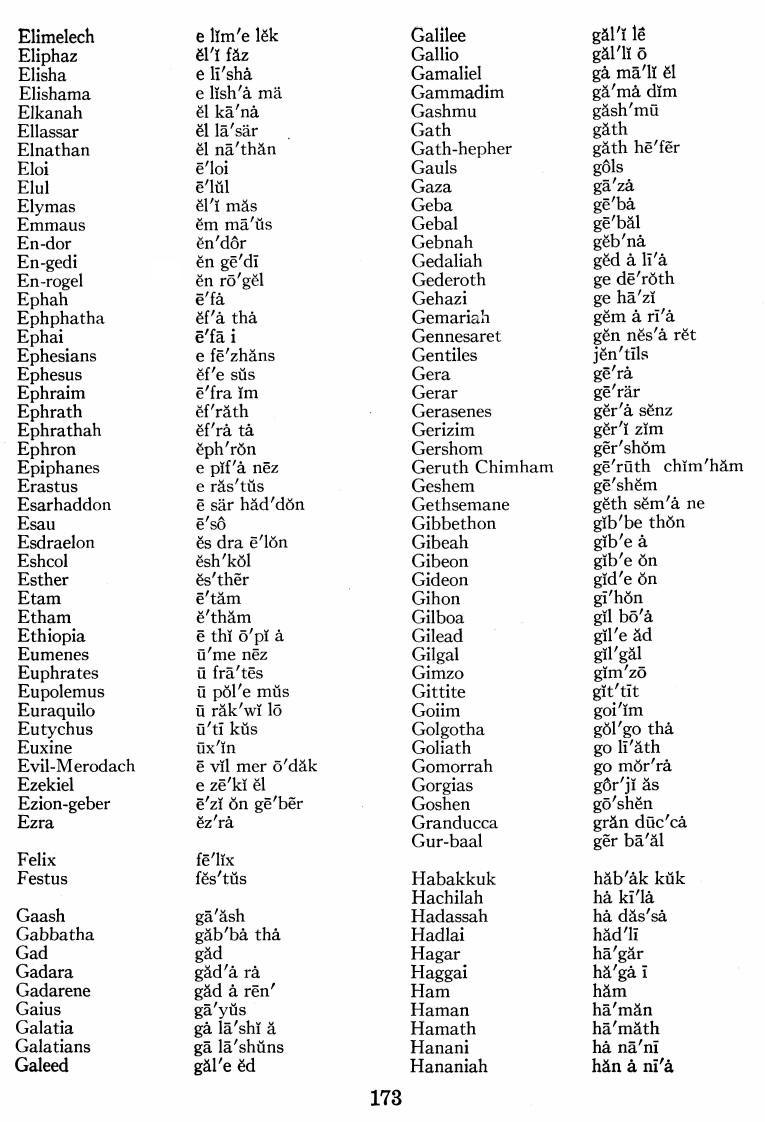 Elimelech e lĭm′e lĕk
Eliphaz ĕl′ĭ făz
Elisha e lī′shȧ
Elishama e lĭsh′ȧ mä
Elkanah ĕl kā′nȧ
Ellassar ĕl lā′sär
Elnathan ĕl nā′thăn
Eloi ē′loi
Elul ē′lŭl
Elymas ĕl′ĭ măs
Emmaus ĕm mā′ŭs
En-dor ĕn′dôr
En-gedi ĕn gē′dī
En-rogel ĕn rō′gĕl
Ephah ē′fȧ
Ephphatha ĕf′ȧ thȧ
Ephai ē′fā i
Ephesians e fē′zhăns
Ephesus ĕf′e sŭs
Ephraim ē′fra ĭm
Ephrath ĕf′răth
Ephrathah ĕf′rȧ tȧ
Ephron ĕph′rŏn
Epiphanes e pĭf′ȧ nēz
Erastus e răs′tŭs
Esarhaddon ē sär hăd′dŏn
Esau ē′sô
Esdraelon ĕs dra ē′lŏn
Eshcol ĕsh′kŏl
Esther ĕs′thẽr
Etam ē′tăm
Etham ĕ′thăm
Ethiopia ē thĭ ō′pĭ ȧ
Eumenes ū′me nēz
Euphrates ū frā′tēs
Eupolemus ū pŏl′e mŭs
Euraquilo ū răk′wĭ lō
Eutychus ū′tī kŭs
Euxine ūx′ĭn
Evil-Merodach ē vĭl mer ō′dăk
Ezekiel e zē′kĭ ĕl
Ezion-geber ē′zĭ ŏn gē′bẽr
Ezra ĕz′rȧ
Felix fē′lĭx
Festus fĕs′tŭs
Gaash gā′ăsh
Gabbatha găb′bȧ thȧ
Gad găd
Gadara găd′ȧ rȧ
Gadarene găd ȧ rēn′
Gaius gā′yŭs
Galatia gȧ lā′shĭ ă
Galatians gā lā′shŭns
Galeed găl′e ĕd
Galilee găl′ĭ lē
Gallio găl′lĭ ō
Gamaliel gȧ mā′lĭ ĕl
Gammadim gă′mȧ dĭm
Gashmu găsh′mū
Gath găth
Gath-hepher găth hē′fẽr
Gauls gôls
Gaza gā′zȧ
Geba gē′bȧ
Gebal gē′băl
Gebnah gĕb′nȧ
Gedaliah gĕd ȧ lī′ȧ
Gederoth ge dē′rŏth
Gehazi ge hā′zĭ
Gemariah gĕm ȧ rī′ȧ
Gennesaret gĕn nĕs′ȧ rĕt
Gentiles jĕn′tīls
Gera gē′rȧ
Gerar gē′rär
Gerasenes gĕr′ȧ sĕnz
Gerizim gĕr′ĭ zĭm
Gershom gẽr′shŏm
Geruth Chimham gē′rūth chĭm′hăm
Geshem gē′shĕm
Gethsemane gĕth sĕm′ȧ ne
Gibbethon gĭb′be thŏn
Gibeah gĭb′e ȧ
Gibeon gĭb′e ŏn
Gideon gĭd′e ŏn
Gihon gī′hŏn
Gilboa gĭl bō′ȧ
Gilead gĭl′e ăd
Gilgal gĭl′găl
Gimzo gĭm′zō
Gittite gĭt′tīt
Goiim goi′ĭm
Golgotha gŏl′go thȧ
Goliath go lī′ăth
Gomorrah go mŏr′rȧ
Gorgias gôr′jĭ ăs
Goshen gō′shĕn
Granducca grăn dūc′cȧ
Gur-baal gẽr bā′ăl
Habakkuk hăb′ȧk kŭk
Hachilah hȧ kī′lȧ
Hadassah hȧ dăs′sȧ
Hadlai hăd′lī
Hagar hā′găr
Haggai hă′gȧ ī
Ham hăm
Haman hā′măn
Hamath hā′măth
Hanani hȧ nā′nī
Hananiah hăn ȧ nī′ȧ
173